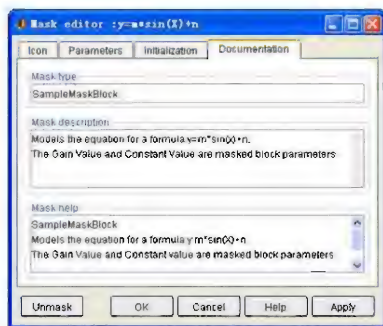 Mask editor :y=m*sin(X)+n
Icon Parameters Initialization Documentation
Mask type
SampleMaskBlock
Mask description
Models the equation for a formula y=m*sin(x)+n.
The Gain Value and Constant Value are masked block parameters
Mask help
SampleMaskBlock
Models the equation for a formula y m*sin(X)+n
The Gain Value and Constant value are masked block parameters
Unmask OK Cancel Help Apply